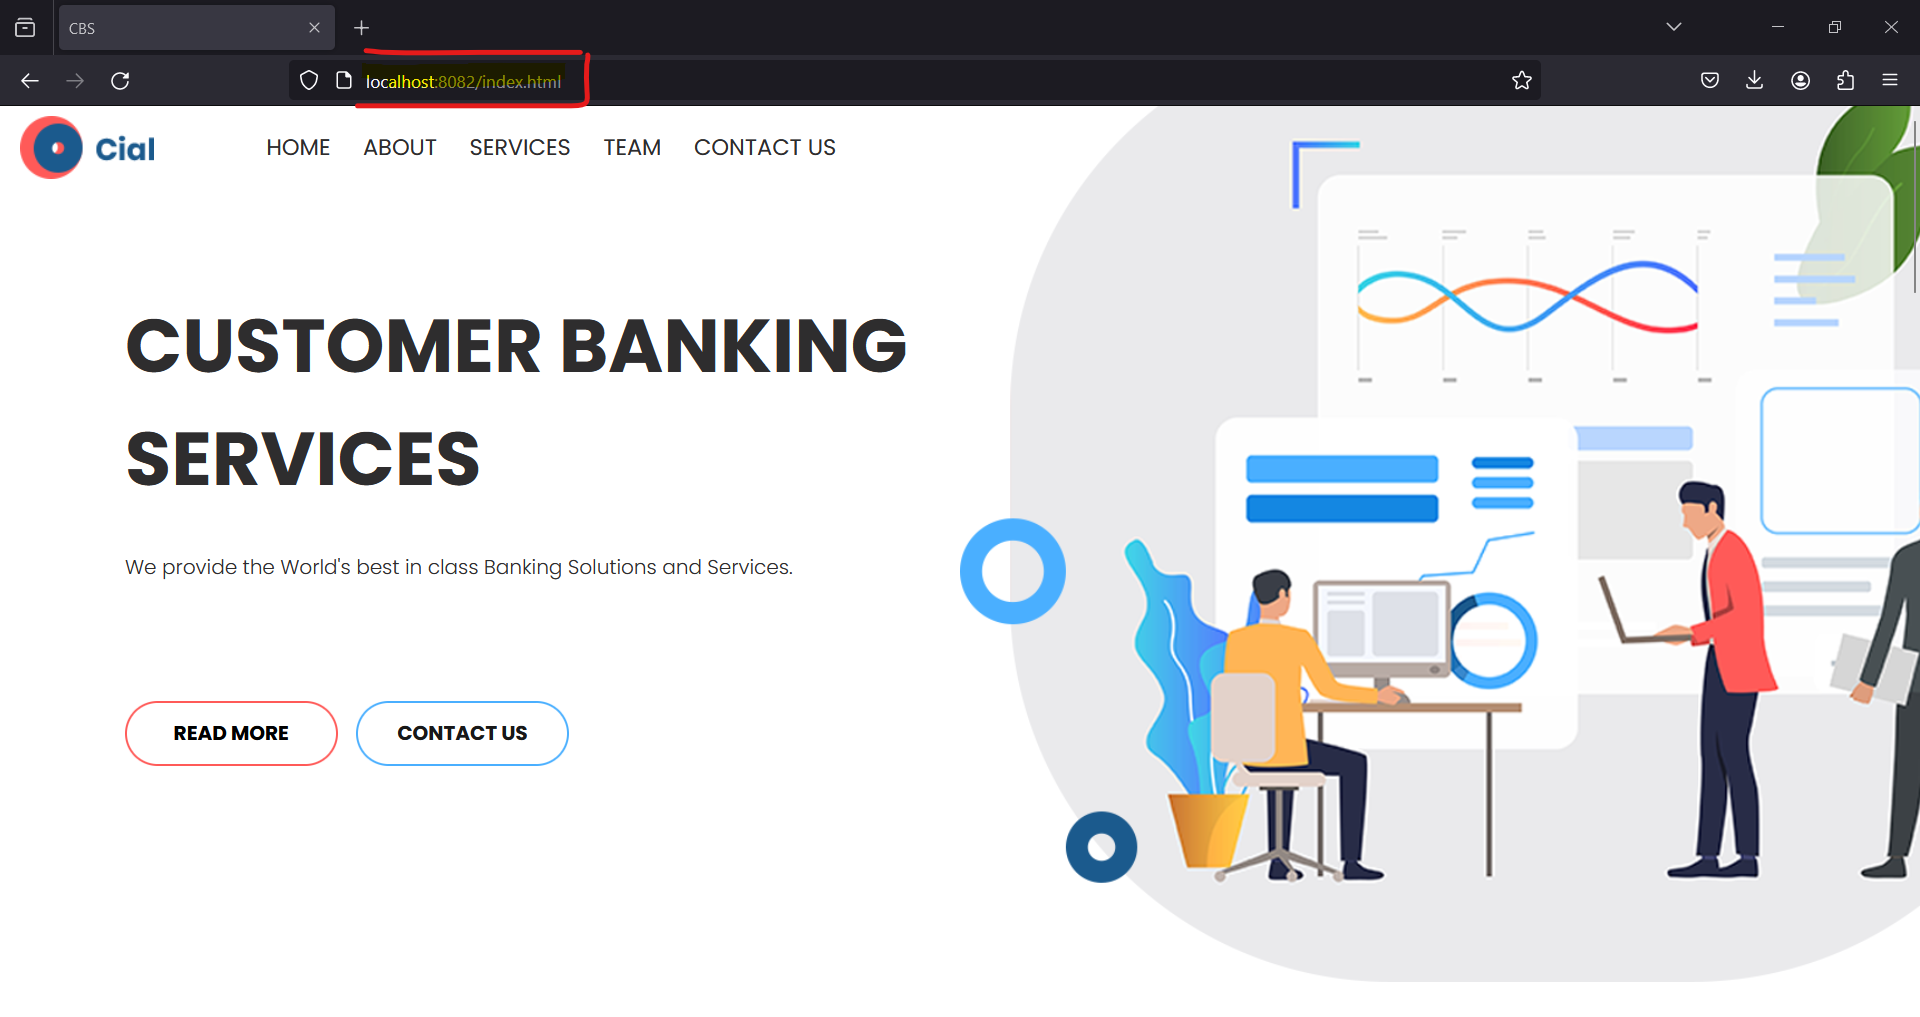 CBS
localhost:8082/index.html
Cial
HOME ABOUT SERVICES TEAM CONTACT US
CUSTOMER BANKING
SERVICES
We provide the World's best in class Banking Solutions and Services.
READ MORE CONTACT US